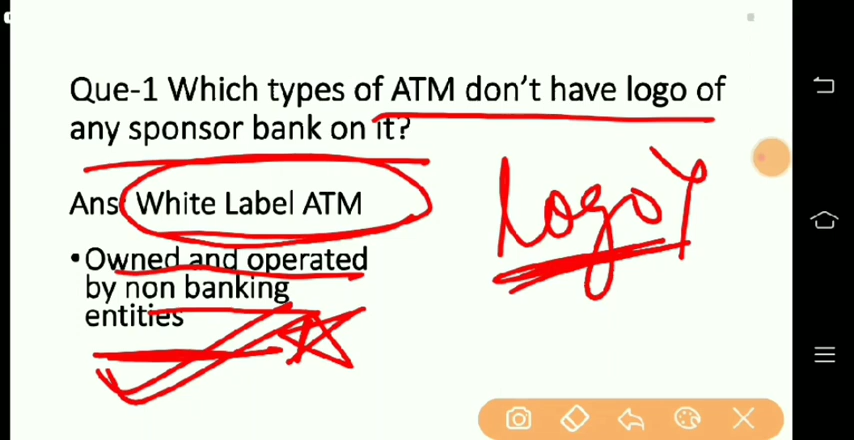 Que-1 Which types of ATM don't have logo of
any sponsor bank on it?
Ans White Label ATM
•Owned and operated
by non banking
entities
logo